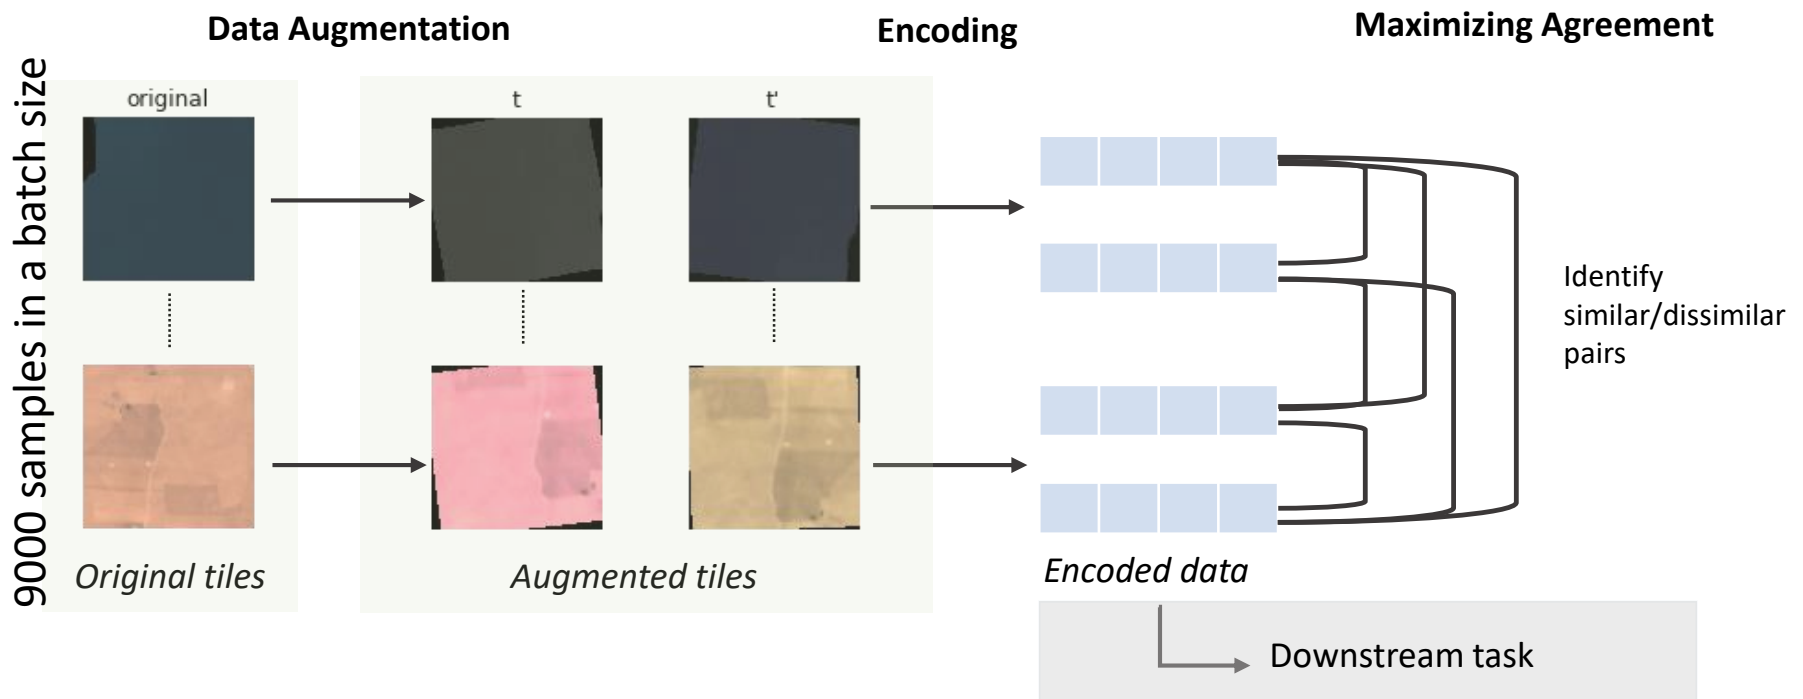 Data Augmentation
Encoding
Maximizing Agreement
9000 samples in a batch size
original
t
t'
Identify
similar/dissimilar
pairs
Original tiles
Augmented tiles
Encoded data
Downstream task